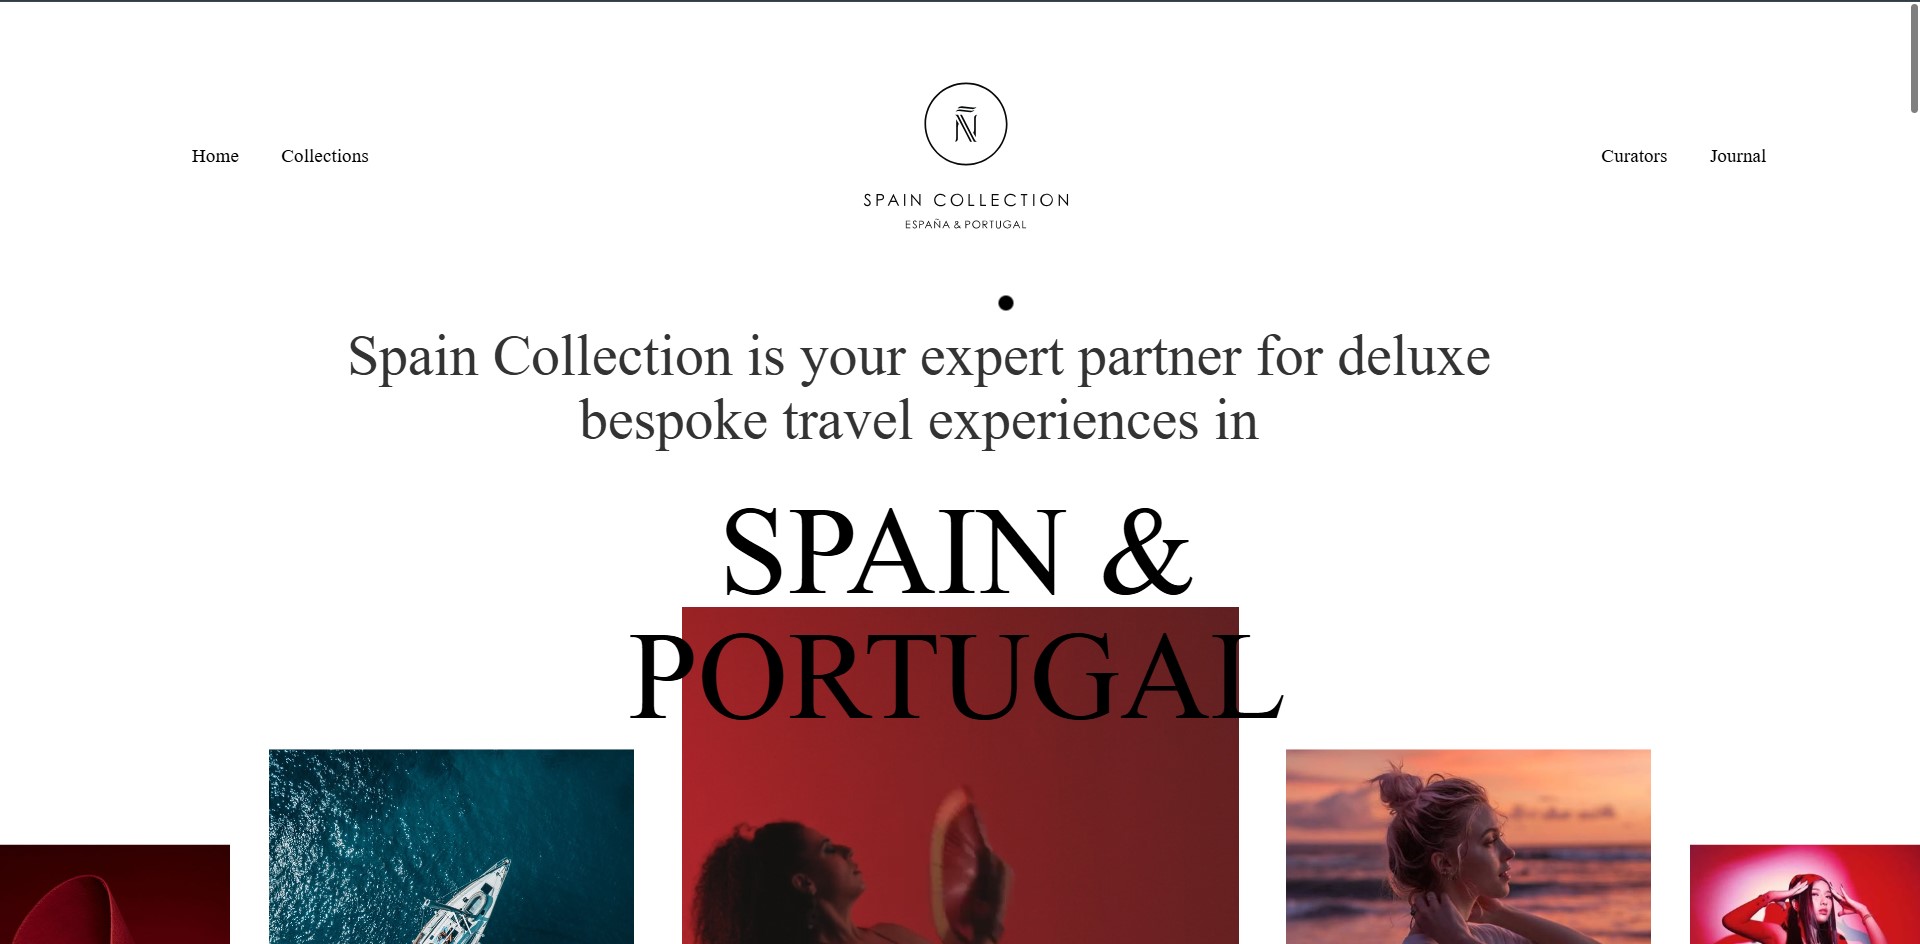 Home Collections
Ñ
SPAIN COLLECTION
ESPAÑA & PORTUGAL
Curators Journal
Spain Collection is your expert partner for deluxe
bespoke travel experiences in
SPAIN &
PORTUGAL